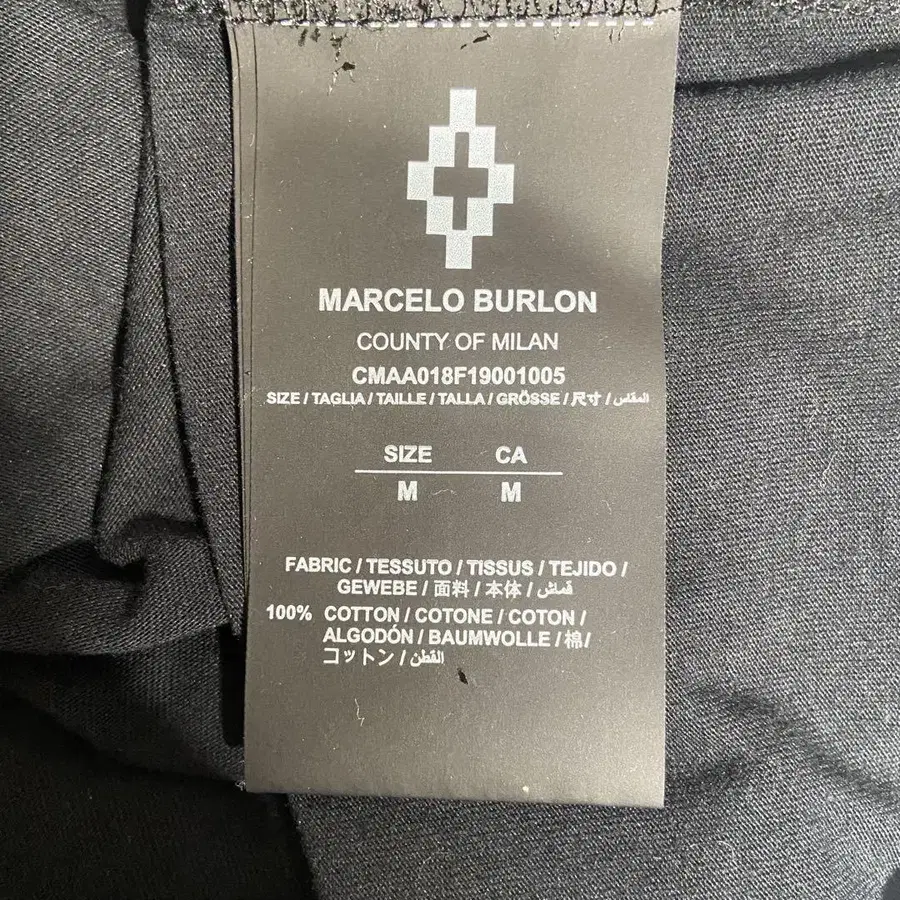 MARCELO BURLON
COUNTY OF MILAN
CMAA018F19001005
SIZE / TAGLIA / TAILLE / TALLA / GRÖSSE / 尺寸 / المقاس
SIZE CA
M M
FABRIC / TESSUTO / TISSUS / TEJIDO /
GEWEBE / 面料 / 本体 / قماش
100% COTTON / COTONE / COTON /
ALGODÓN / BAUMWOLLE / 棉/
コットン / القطن